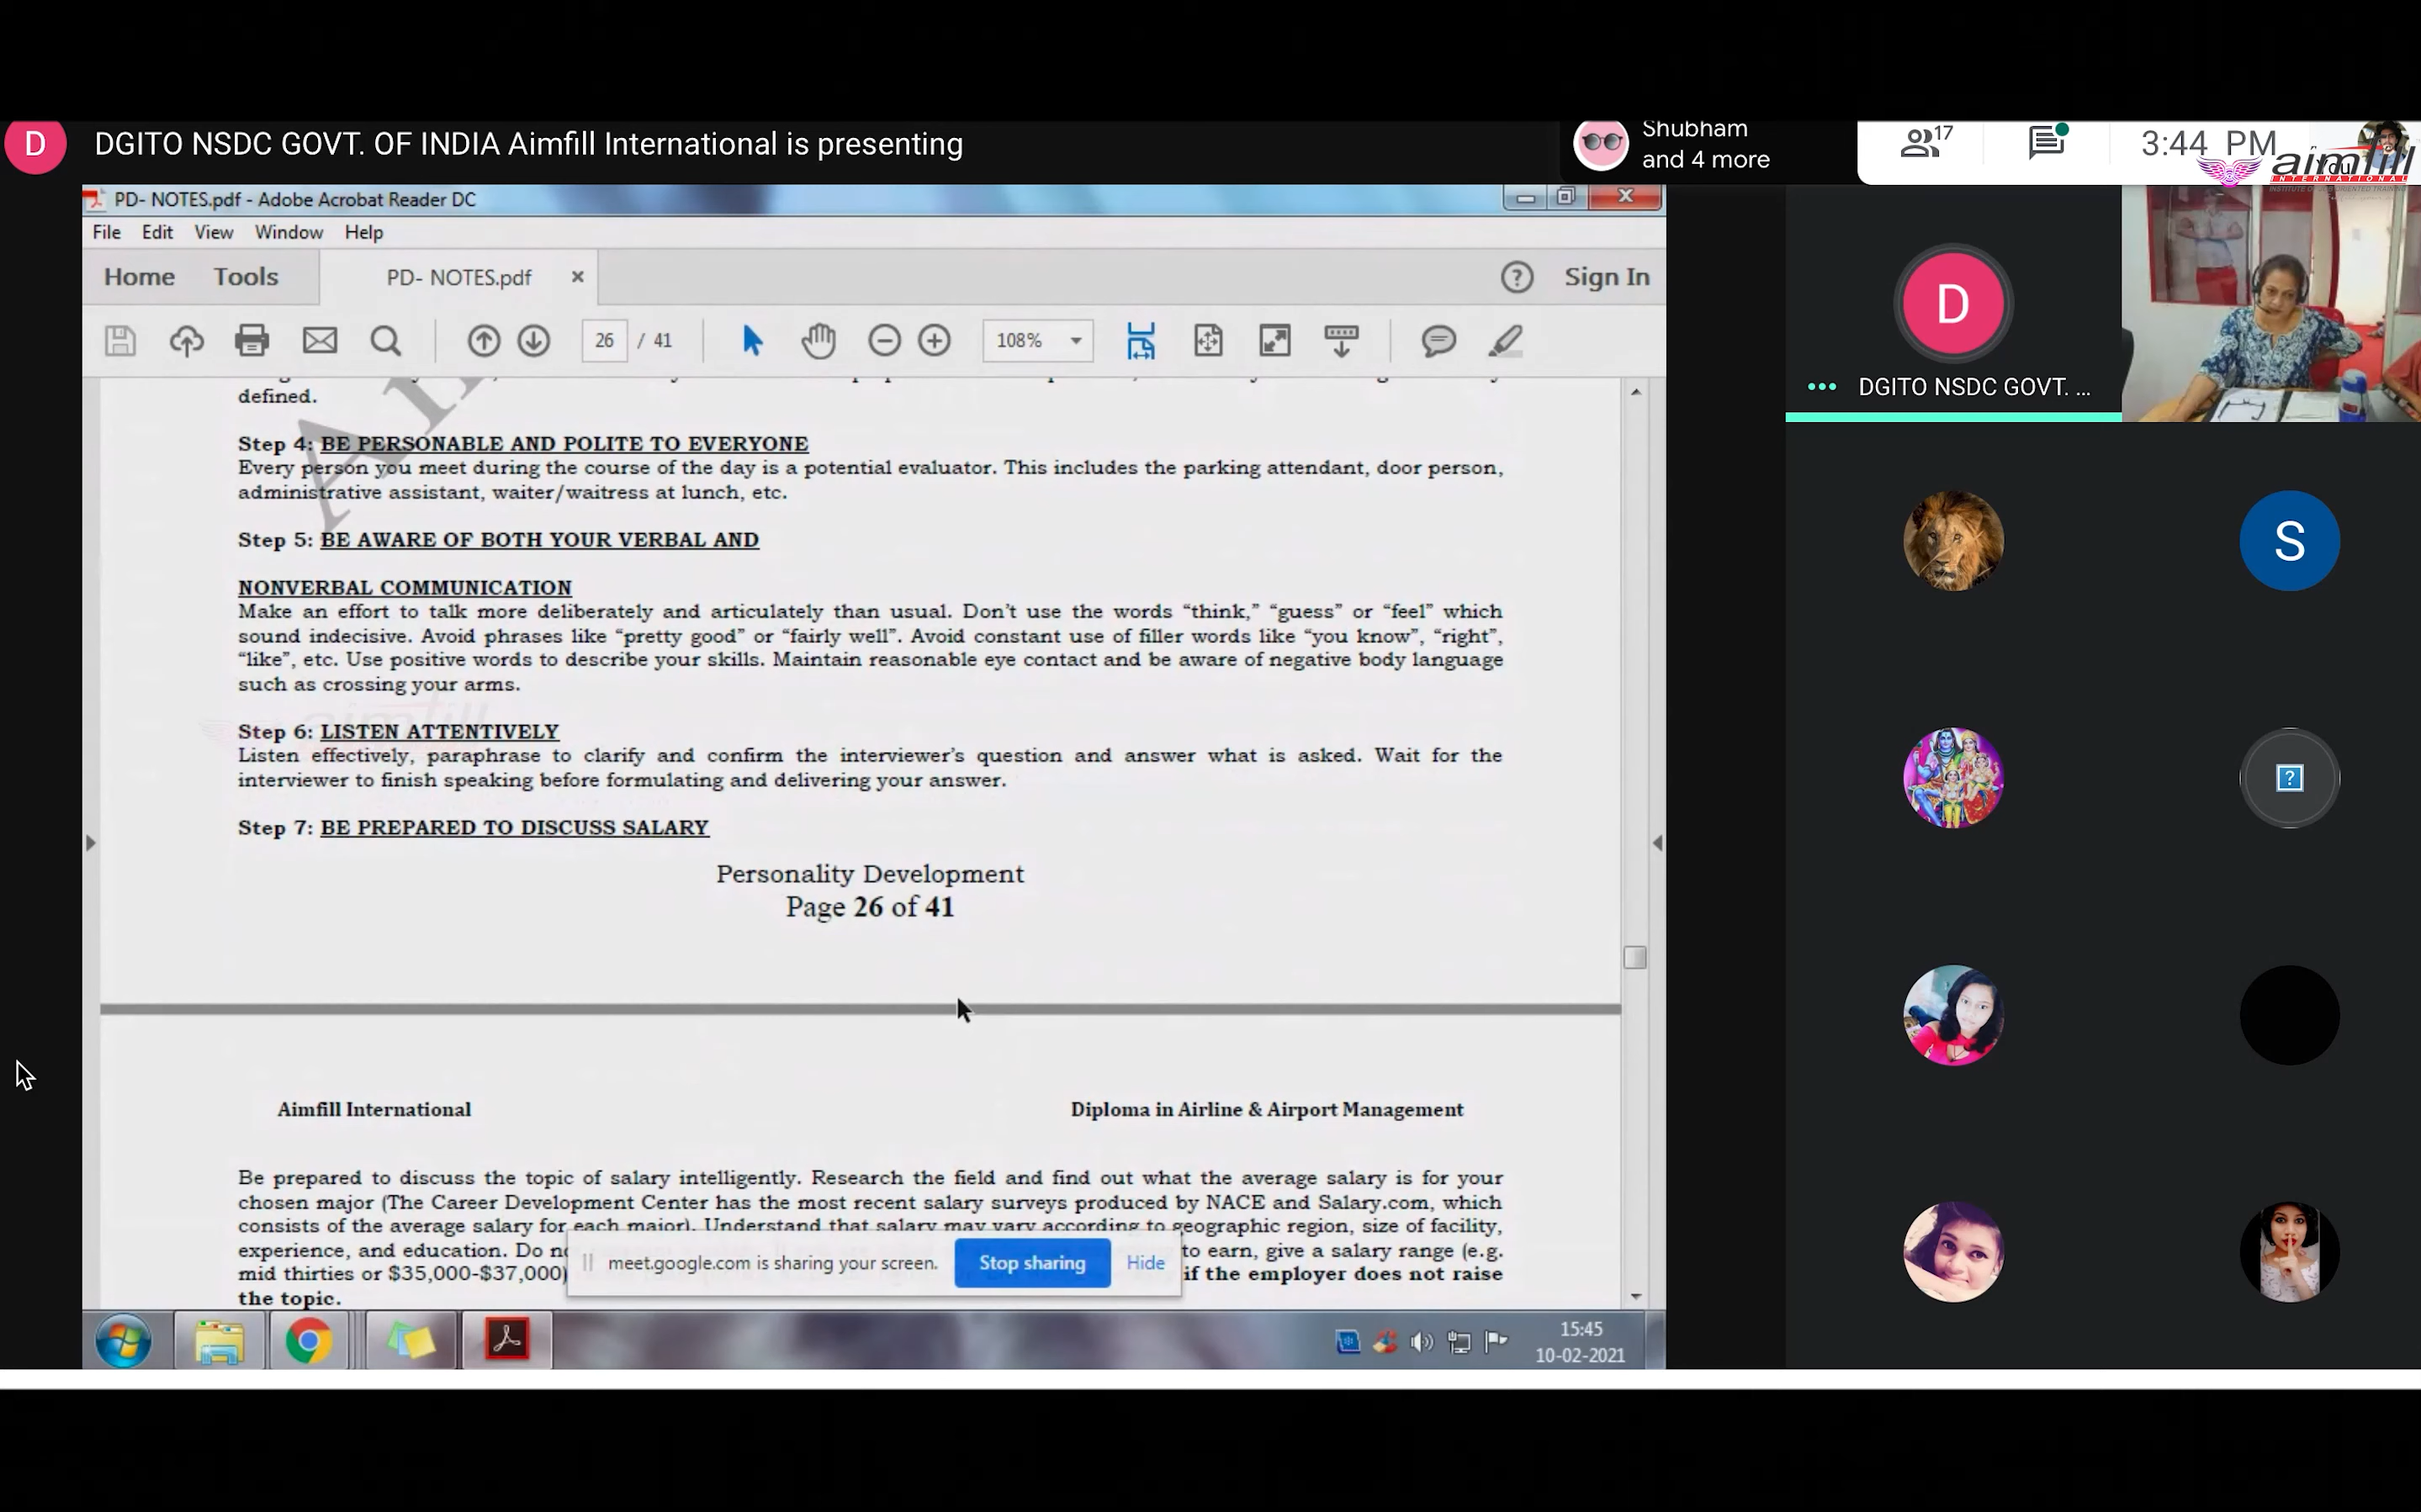 D
DGITO NSDC GOVT. OF INDIA Aimfill International is presenting
Shubham
and 4 more
17
3:44 PM
You
aimfill
INTERNATIONAL
PD- NOTES.pdf - Adobe Acrobat Reader DC
File Edit View Window Help
Home Tools PD- NOTES.pdf × ? Sign In
26 / 41 108%
defined.
Step 4: BE PERSONABLE AND POLITE TO EVERYONE
Every person you meet during the course of the day is a potential evaluator. This includes the parking attendant, door person,
administrative assistant, waiter/waitress at lunch, etc.
Step 5: BE AWARE OF BOTH YOUR VERBAL AND
NONVERBAL COMMUNICATION
Make an effort to talk more deliberately and articulately than usual. Don't use the words “think,” “guess” or “feel” which
sound indecisive. Avoid phrases like “pretty good” or “fairly well”. Avoid constant use of filler words like “you know”, “right”,
“like”, etc. Use positive words to describe your skills. Maintain reasonable eye contact and be aware of negative body language
such as crossing your arms.
aimfill
Step 6: LISTEN ATTENTIVELY
Listen effectively, paraphrase to clarify and confirm the interviewer's question and answer what is asked. Wait for the
interviewer to finish speaking before formulating and delivering your answer.
Step 7: BE PREPARED TO DISCUSS SALARY
Personality Development
Page 26 of 41
Aimfill International Diploma in Airline & Airport Management
Be prepared to discuss the topic of salary intelligently. Research the field and find out what the average salary is for your
chosen major (The Career Development Center has the most recent salary surveys produced by NACE and Salary.com, which
consists of the average salary for each major). Understand that salary may vary according to geographic region, size of facility,
experience, and education. Do to earn, give a salary range (e.g.
mid thirties or $35,000-$37,000) if the employer does not raise
the topic.
meet.google.com is sharing your screen. Stop sharing Hide
15:45
10-02-2021
D
DGITO NSDC GOVT. ...
S
?